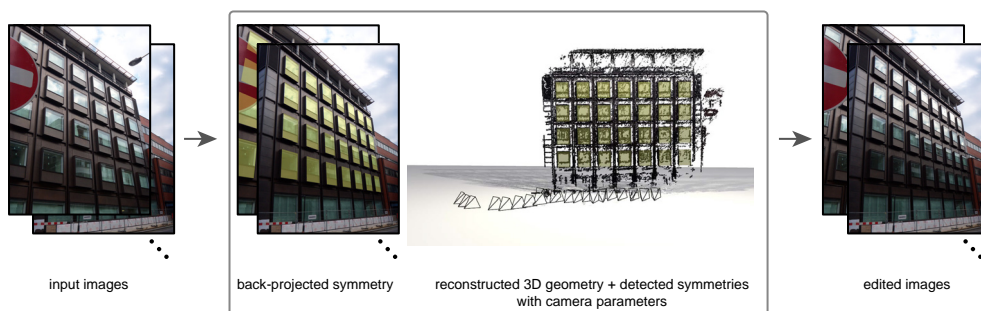 input images
back-projected symmetry
reconstructed 3D geometry + detected symmetries
with camera parameters
edited images